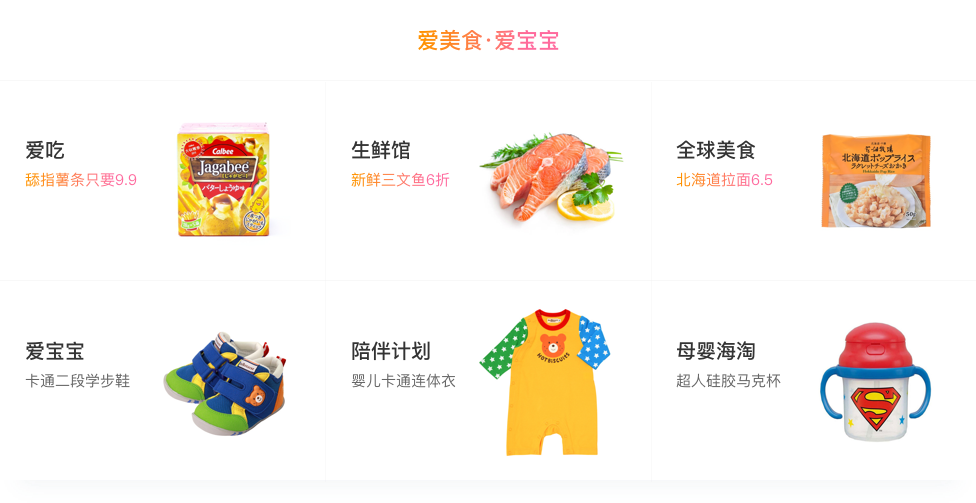 爱美食·爱宝宝
爱吃
舔指薯条只要9.9
Calbee
Jagabee
じゃがビー
バターしょうゆ味
生鲜馆
新鲜三文鱼6折
全球美食
北海道拉面6.5
北海道ポップライス
ラクレットチーズおかき
爱宝宝
卡通二段学步鞋
陪伴计划
婴儿卡通连体衣
HOT BISCUITS
母婴海淘
超人硅胶马克杯
S